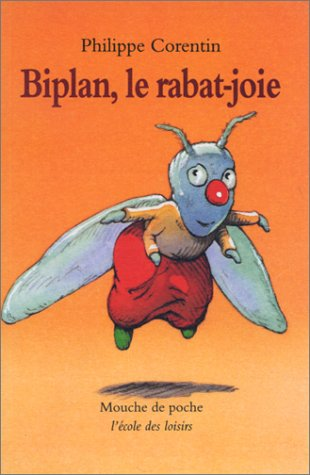 Philippe Corentin
Biplan, le rabat-joie
Mouche de poche
l'école des loisirs